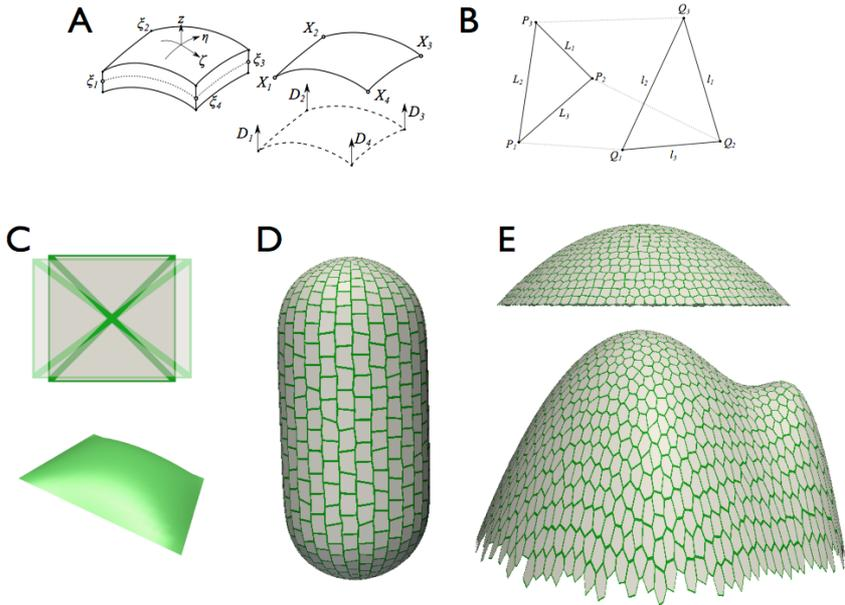 A
B
z
ξ₂
η
ζ
ξ₃
ξ₁
ξ₄
X₂
X₃
X₁
X₄
D₂
D₃
D₁
D₄
P₃
Q₃
L₁
L₂
P₂
l₂
l₁
L₃
P₁
Q₁
Q₂
l₃
C
D
E